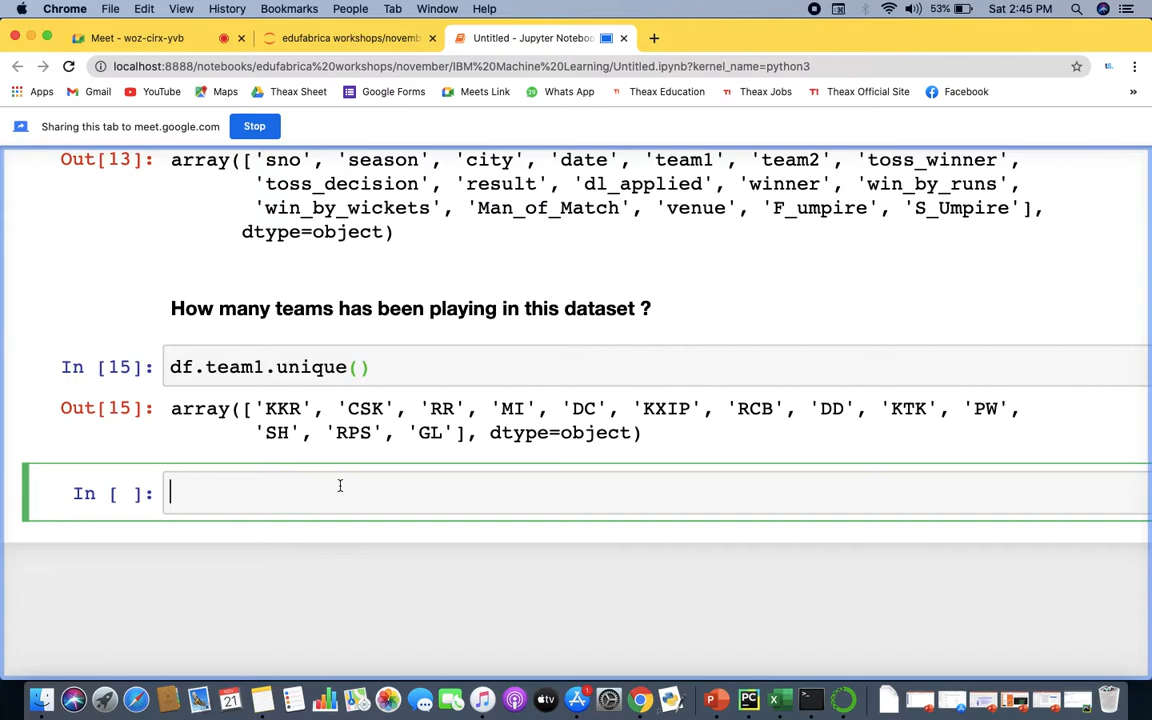 Chrome File Edit View History Bookmarks People Tab Window Help 53% Sat 2:45 PM
Meet - woz-cirx-yvb edufabrica workshops/novemb Untitled - Jupyter Noteboo
localhost:8888/notebooks/edufabrica%20workshops/november/IBM%20Machine%20Learning/Untitled.ipynb?kernel_name=python3
Apps Gmail YouTube Maps Theax Sheet Google Forms Meets Link Whats App Theax Education Theax Jobs Theax Official Site Facebook »
Sharing this tab to meet.google.com Stop
Out[13]: array(['sno', 'season', 'city', 'date', 'team1', 'team2', 'toss_winner',
'toss_decision', 'result', 'dl_applied', 'winner', 'win_by_runs',
'win_by_wickets', 'Man_of_Match', 'venue', 'F_umpire', 'S_Umpire'],
dtype=object)
How many teams has been playing in this dataset ?
In [15]: df.team1.unique()
Out[15]: array(['KKR', 'CSK', 'RR', 'MI', 'DC', 'KXIP', 'RCB', 'DD', 'KTK', 'PW',
'SH', 'RPS', 'GL'], dtype=object)
In [ ]: